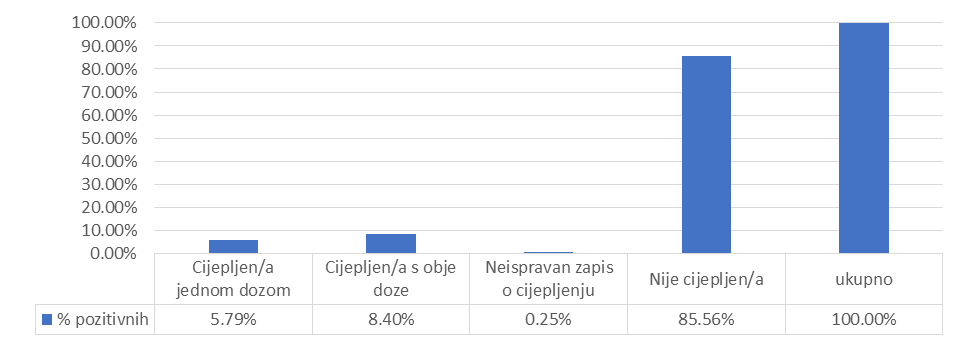 100.00%
90.00%
80.00%
70.00%
60.00%
50.00%
40.00%
30.00%
20.00%
10.00%
0.00%
Cijepljen/a
jednom dozom
Cijepljen/a s obje
doze
Neispravan zapis
o cijepljenju
Nije cijepljen/a
ukupno
% pozitivnih 5.79% 8.40% 0.25% 85.56% 100.00%